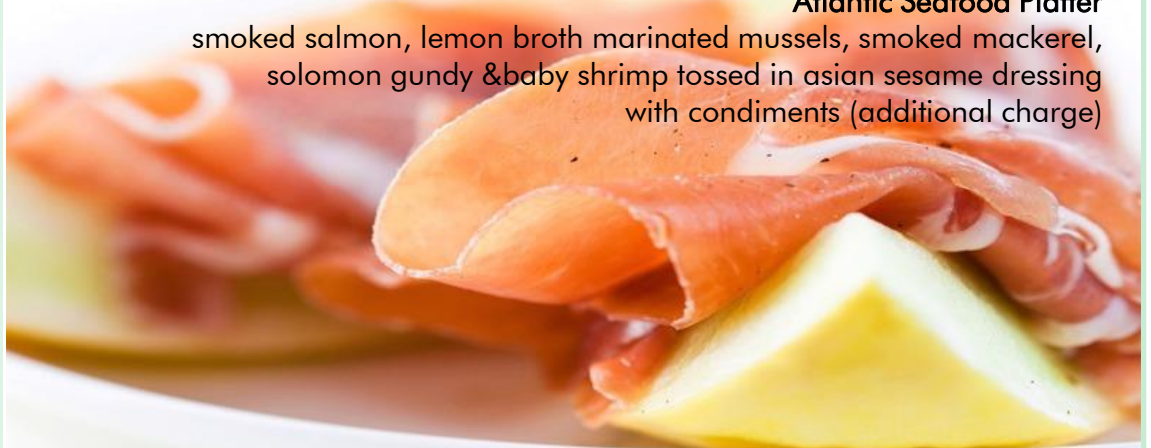 Atlantic Seafood Platter
smoked salmon, lemon broth marinated mussels, smoked mackerel,
solomon gundy &baby shrimp tossed in asian sesame dressing
with condiments (additional charge)